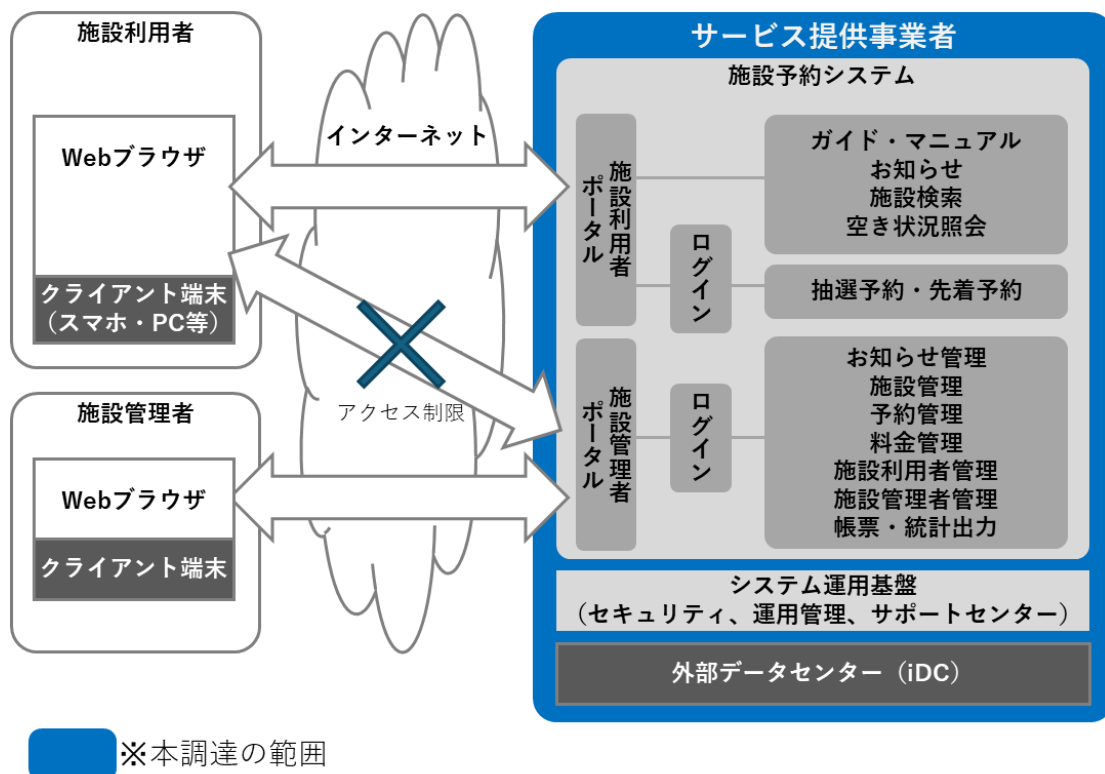 施設利用者
Webブラウザ
クライアント端末
（スマホ・PC等）
施設管理者
Webブラウザ
クライアント端末
インターネット
アクセス制限
サービス提供事業者
施設予約システム
施設利用者
ポータル
ログイン
ガイド・マニュアル
お知らせ
施設検索
空き状況照会
抽選予約・先着予約
施設管理者
ポータル
ログイン
お知らせ管理
施設管理
予約管理
料金管理
施設利用者管理
施設管理者管理
帳票・統計出力
システム運用基盤
（セキュリティ、運用管理、サポートセンター）
外部データセンター（iDC）
※本調達の範囲